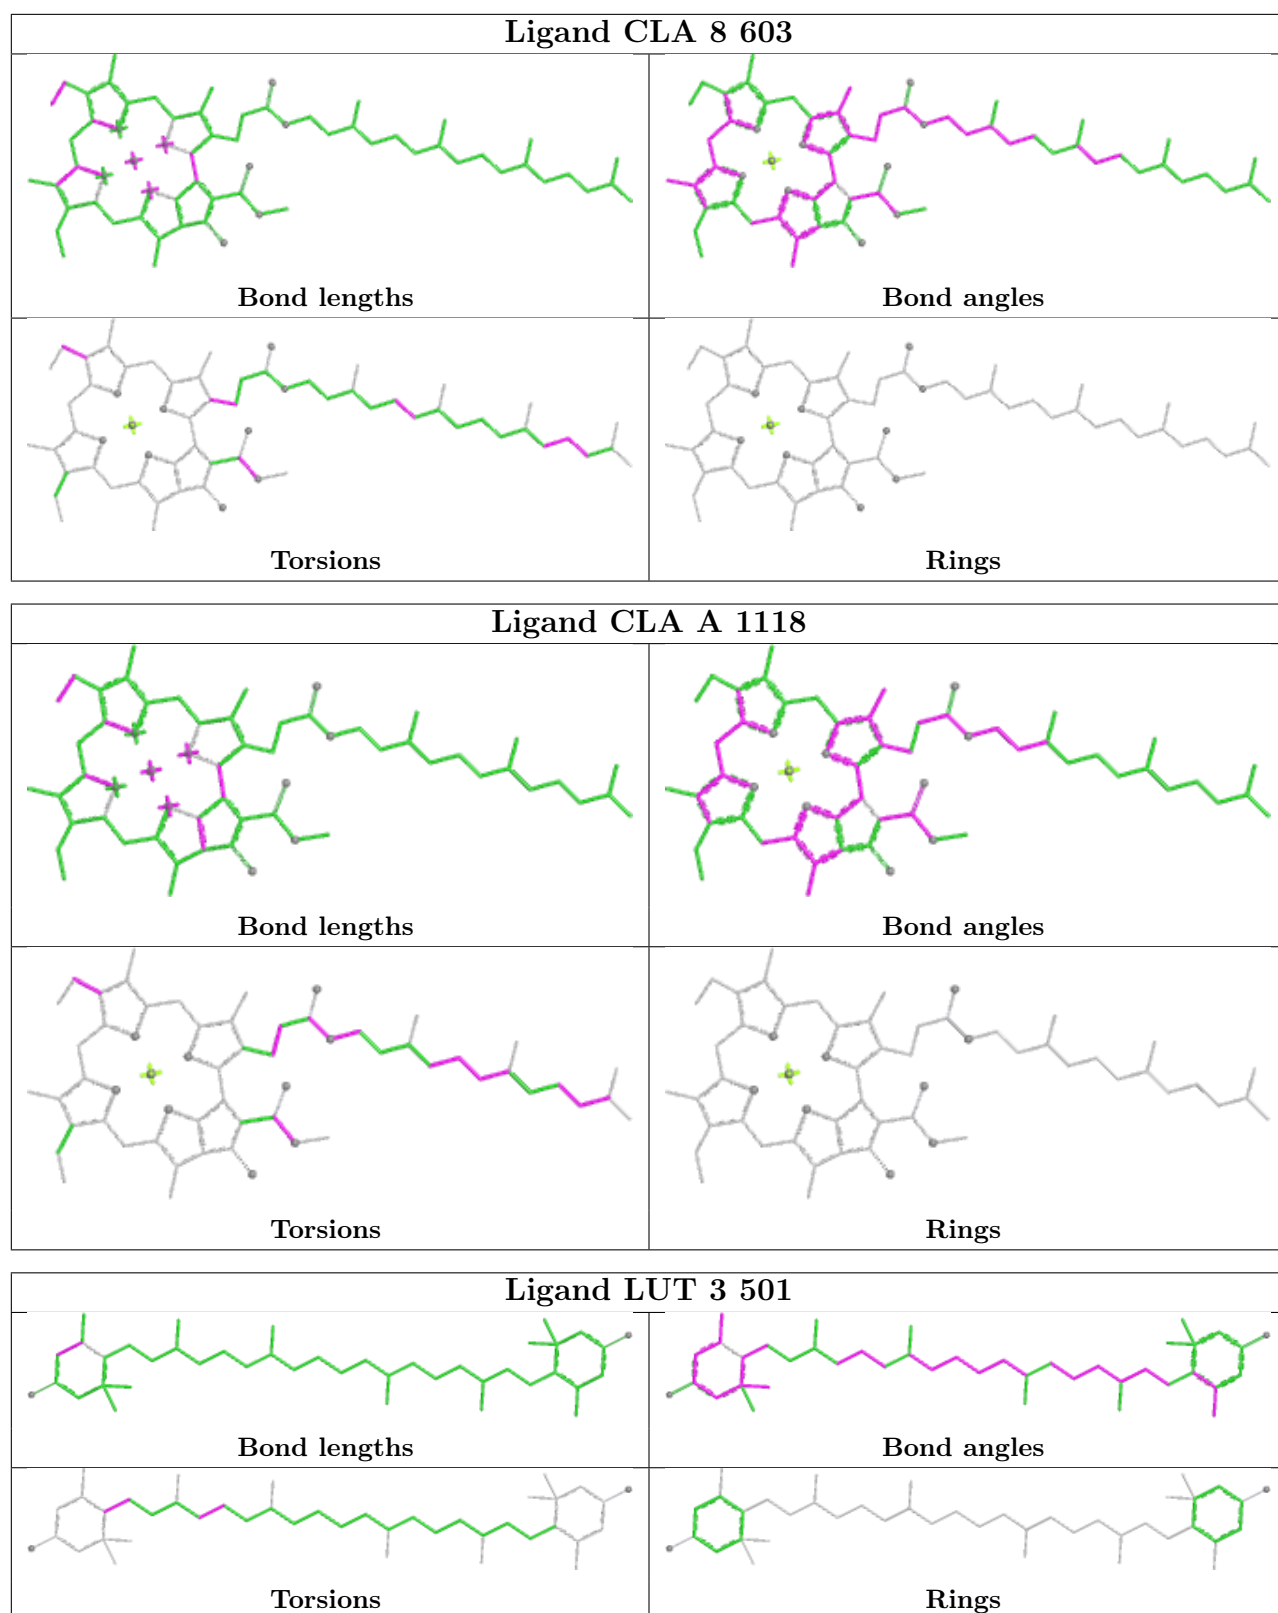 Ligand CLA 8 603
Bond lengths
Bond angles
Torsions
Rings
Ligand CLA A 1118
Bond lengths
Bond angles
Torsions
Rings
Ligand LUT 3 501
Bond lengths
Bond angles
Torsions
Rings